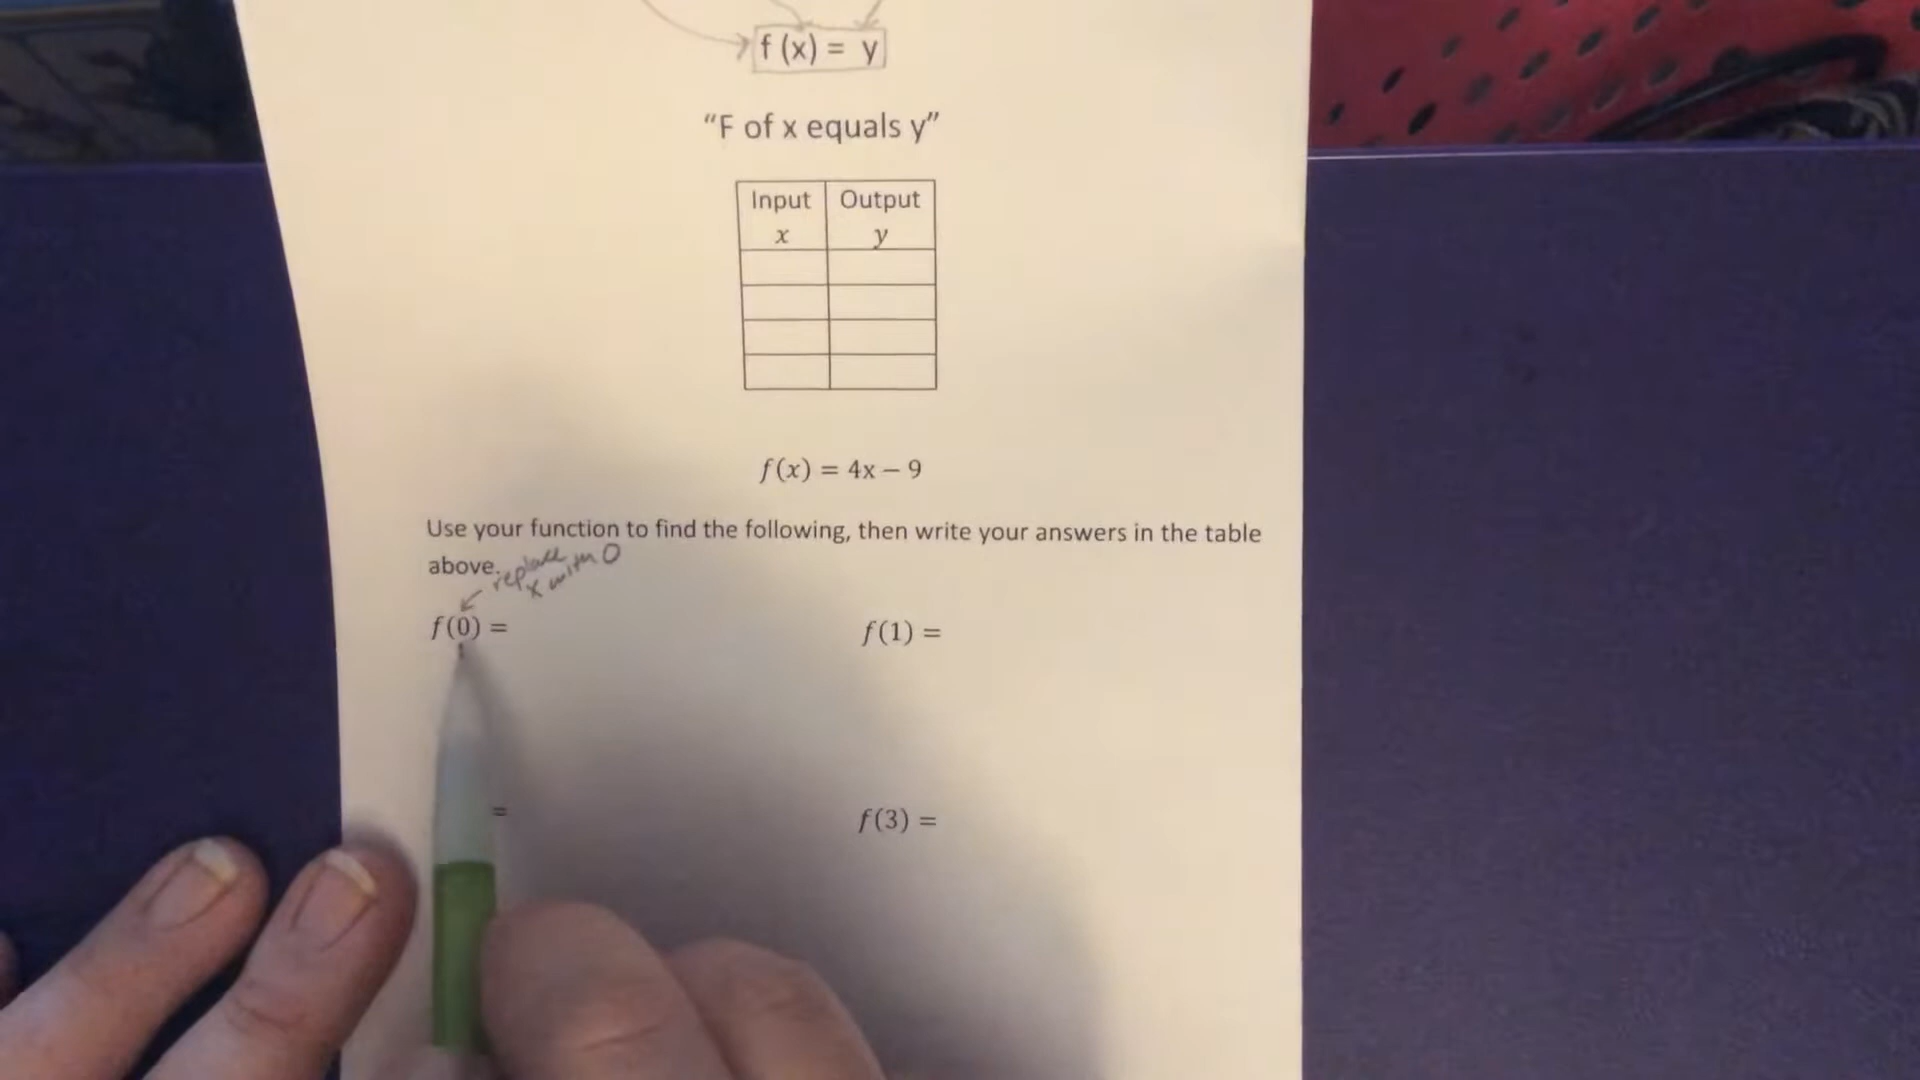 f (x) = y
“F of x equals y”
Input Output
x y
f(x) = 4x – 9
Use your function to find the following, then write your answers in the table
above.
replace
x with 0
f(0) = f(1) =
= f(3) =